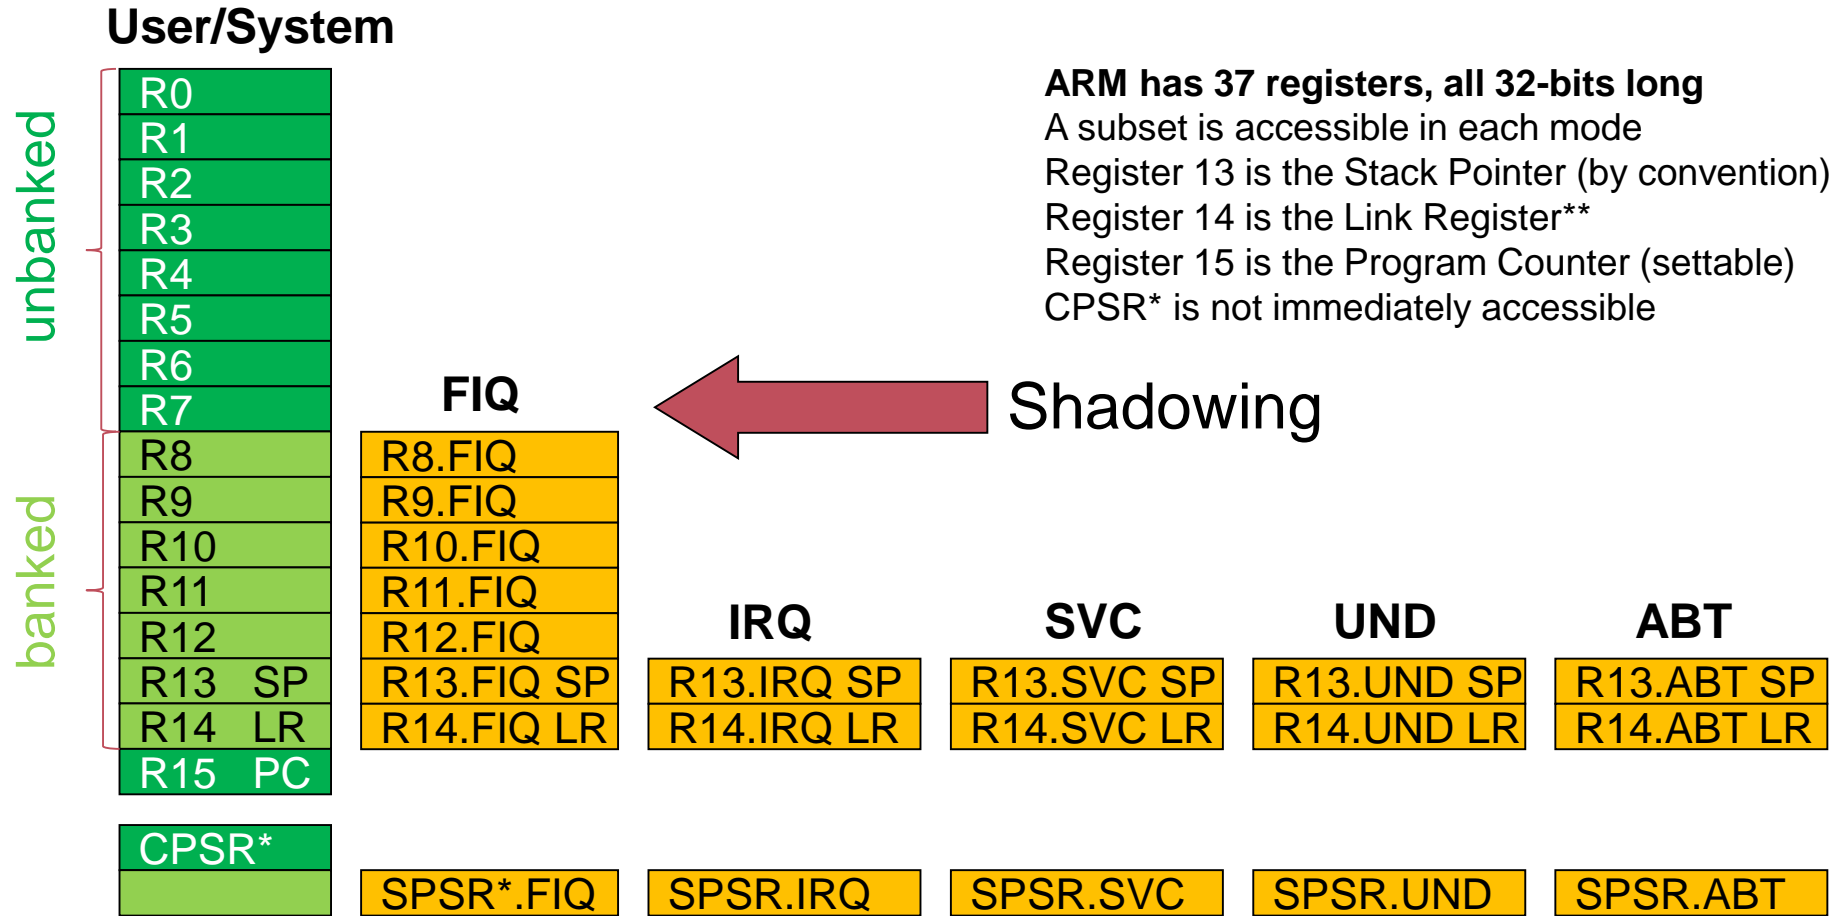 User/System
ARM has 37 registers, all 32-bits long
A subset is accessible in each mode
Register 13 is the Stack Pointer (by convention)
Register 14 is the Link Register**
Register 15 is the Program Counter (settable)
CPSR* is not immediately accessible
unbanked
R0
R1
R2
R3
R4
R5
R6
R7
FIQ
Shadowing
banked
R8 R8.FIQ
R9 R9.FIQ
R10 R10.FIQ
R11 R11.FIQ
R12 R12.FIQ
IRQ SVC UND ABT
R13 SP R13.FIQ SP R13.IRQ SP R13.SVC SP R13.UND SP R13.ABT SP
R14 LR R14.FIQ LR R14.IRQ LR R14.SVC LR R14.UND LR R14.ABT LR
R15 PC
CPSR*
SPSR*.FIQ SPSR.IRQ SPSR.SVC SPSR.UND SPSR.ABT